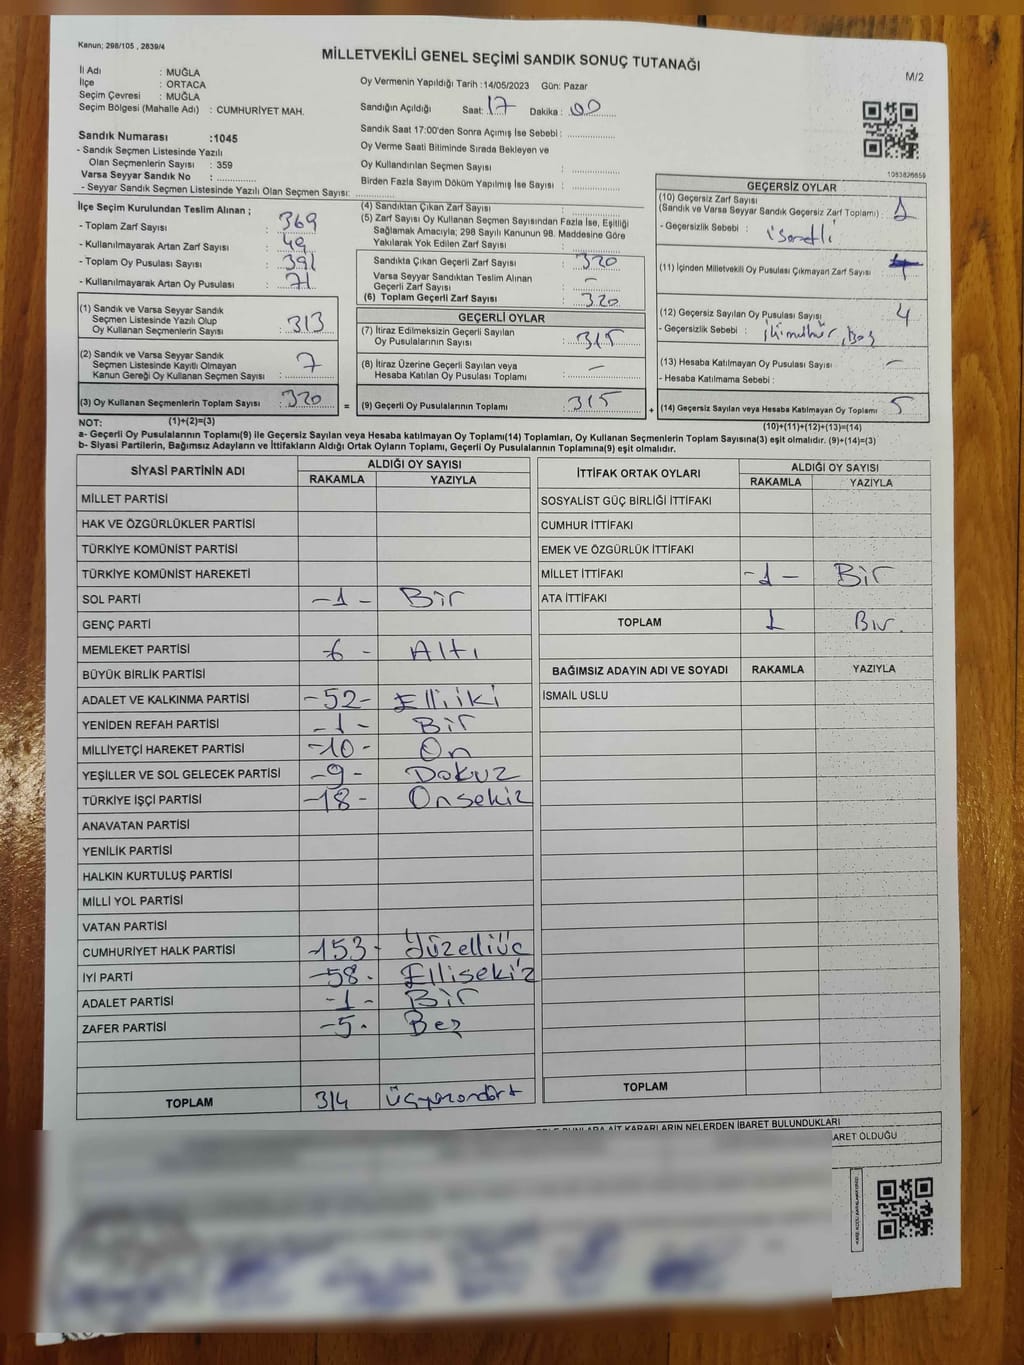 Kanun; 298/105 , 2839/4
MİLLETVEKİLİ GENEL SEÇİMİ SANDIK SONUÇ TUTANAĞI
M/2
İl Adı : MUĞLA
İlçe : ORTACA
Seçim Çevresi : MUĞLA
Seçim Bölgesi (Mahalle Adı) : CUMHURİYET MAH.
Oy Vermenin Yapıldığı Tarih :14/05/2023 Gün: Pazar
Sandığın Açıldığı Saat: 17 Dakika : 00
Sandık Saat 17:00'den Sonra Açımış İse Sebebi :
Oy Verme Saati Bitiminde Sırada Bekleyen ve
Oy Kullandırılan Seçmen Sayısı :
Birden Fazla Sayım Döküm Yapılmış İse Sayısı :
Sandık Numarası :1045
- Sandık Seçmen Listesinde Yazılı
Olan Seçmenlerin Sayısı : 359
Varsa Seyyar Sandık No :
- Seyyar Sandık Seçmen Listesinde Yazılı Olan Seçmen Sayısı:
1083826659
İlçe Seçim Kurulundan Teslim Alınan ;
- Toplam Zarf Sayısı : 369
- Kullanılmayarak Artan Zarf Sayısı : 49
- Toplam Oy Pusulası Sayısı : 391
- Kullanılmayarak Artan Oy Pusulası : 71
(1) Sandık ve Varsa Seyyar Sandık
Seçmen Listesinde Yazılı Olup
Oy Kullanan Seçmenlerin Sayısı : 313
(2) Sandık ve Varsa Seyyar Sandık
Seçmen Listesinde Kayıtlı Olmayan
Kanun Gereği Oy Kullanan Seçmen Sayısı : 7
(3) Oy Kullanan Seçmenlerin Toplam Sayısı : 320
(4) Sandıktan Çıkan Zarf Sayısı :
(5) Zarf Sayısı Oy Kullanan Seçmen Sayısından Fazla İse, Eşitliği
Sağlamak Amacıyla; 298 Sayılı Kanunun 98. Maddesine Göre
Yakılarak Yok Edilen Zarf Sayısı :
Sandıkta Çıkan Geçerli Zarf Sayısı : 320
Varsa Seyyar Sandıktan Teslim Alınan
Geçerli Zarf Sayısı : -
(6) Toplam Geçerli Zarf Sayısı : 320
GEÇERLİ OYLAR
(7) İtiraz Edilmeksizin Geçerli Sayılan
Oy Pusulalarının Sayısı : 315
(8) İtiraz Üzerine Geçerli Sayılan veya
Hesaba Katılan Oy Pusulası Toplamı : -
= (9) Geçerli Oy Pusulalarının Toplamı : 315
GEÇERSİZ OYLAR
(10) Geçersiz Zarf Sayısı
(Sandık ve Varsa Seyyar Sandık Geçersiz Zarf Toplamı) : 1
- Geçersizlik Sebebi : işaretli
(11) İçinden Milletvekili Oy Pusulası Çıkmayan Zarf Sayısı
(12) Geçersiz Sayılan Oy Pusulası Sayısı : 4
- Geçersizlik Sebebi : iki mühür, boş
(13) Hesaba Katılmayan Oy Pusulası Sayısı : -
- Hesaba Katılmama Sebebi :
+ (14) Geçersiz Sayılan veya Hesaba Katılmayan Oy Toplamı : 5
NOT: (1)+(2)=(3)
(10)+(11)+(12)+(13)=(14)
a- Geçerli Oy Pusulalarının Toplamı(9) ile Geçersiz Sayılan veya Hesaba katılmayan Oy Toplamı(14) Toplamları, Oy Kullanan Seçmenlerin Toplam Sayısına(3) eşit olmalıdır. (9)+(14)=(3)
b- Siyasi Partilerin, Bağımsız Adayların ve İttifakların Aldığı Ortak Oyların Toplamı, Geçerli Oy Pusulalarının Toplamına(9) eşit olmalıdır.
SİYASİ PARTİNİN ADI ALDIĞI OY SAYISI
RAKAMLA YAZIYLA
MİLLET PARTİSİ
HAK VE ÖZGÜRLÜKLER PARTİSİ
TÜRKİYE KOMÜNİST PARTİSİ
TÜRKİYE KOMÜNİST HAREKETİ
SOL PARTİ -1- Bir
GENÇ PARTİ
MEMLEKET PARTİSİ -6- Altı
BÜYÜK BİRLİK PARTİSİ
ADALET VE KALKINMA PARTİSİ -52- Elliiki
YENİDEN REFAH PARTİSİ -1- Bir
MİLLİYETÇİ HAREKET PARTİSİ -10- On
YEŞİLLER VE SOL GELECEK PARTİSİ -9- Dokuz
TÜRKİYE İŞÇİ PARTİSİ -18- Onsekiz
ANAVATAN PARTİSİ
YENİLİK PARTİSİ
HALKIN KURTULUŞ PARTİSİ
MİLLİ YOL PARTİSİ
VATAN PARTİSİ
CUMHURİYET HALK PARTİSİ -153- Yüzelliüç
İYİ PARTİ -58- Ellisekiz
ADALET PARTİSİ -1- Bir
ZAFER PARTİSİ -5- Beş
TOPLAM 314 üçyüzondört
İTTİFAK ORTAK OYLARI ALDIĞI OY SAYISI
RAKAMLA YAZIYLA
SOSYALİST GÜÇ BİRLİĞİ İTTİFAKI
CUMHUR İTTİFAKI
EMEK VE ÖZGÜRLÜK İTTİFAKI
MİLLET İTTİFAKI -1- Bir
ATA İTTİFAKI
TOPLAM 1 Bir.
BAĞIMSIZ ADAYIN ADI VE SOYADI RAKAMLA YAZIYLA
İSMAİL USLU
TOPLAM
AİT KARARLARIN NELERDEN İBARET BULUNDUKLARI
OLDUĞU